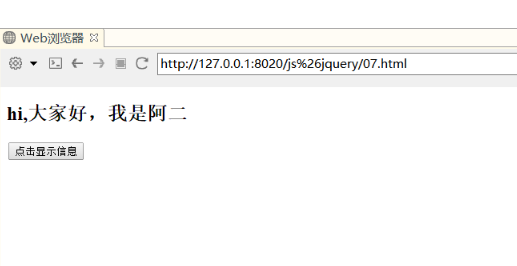 Web浏览器
http://127.0.0.1:8020/js%26jquery/07.html
hi,大家好，我是阿二
点击显示信息